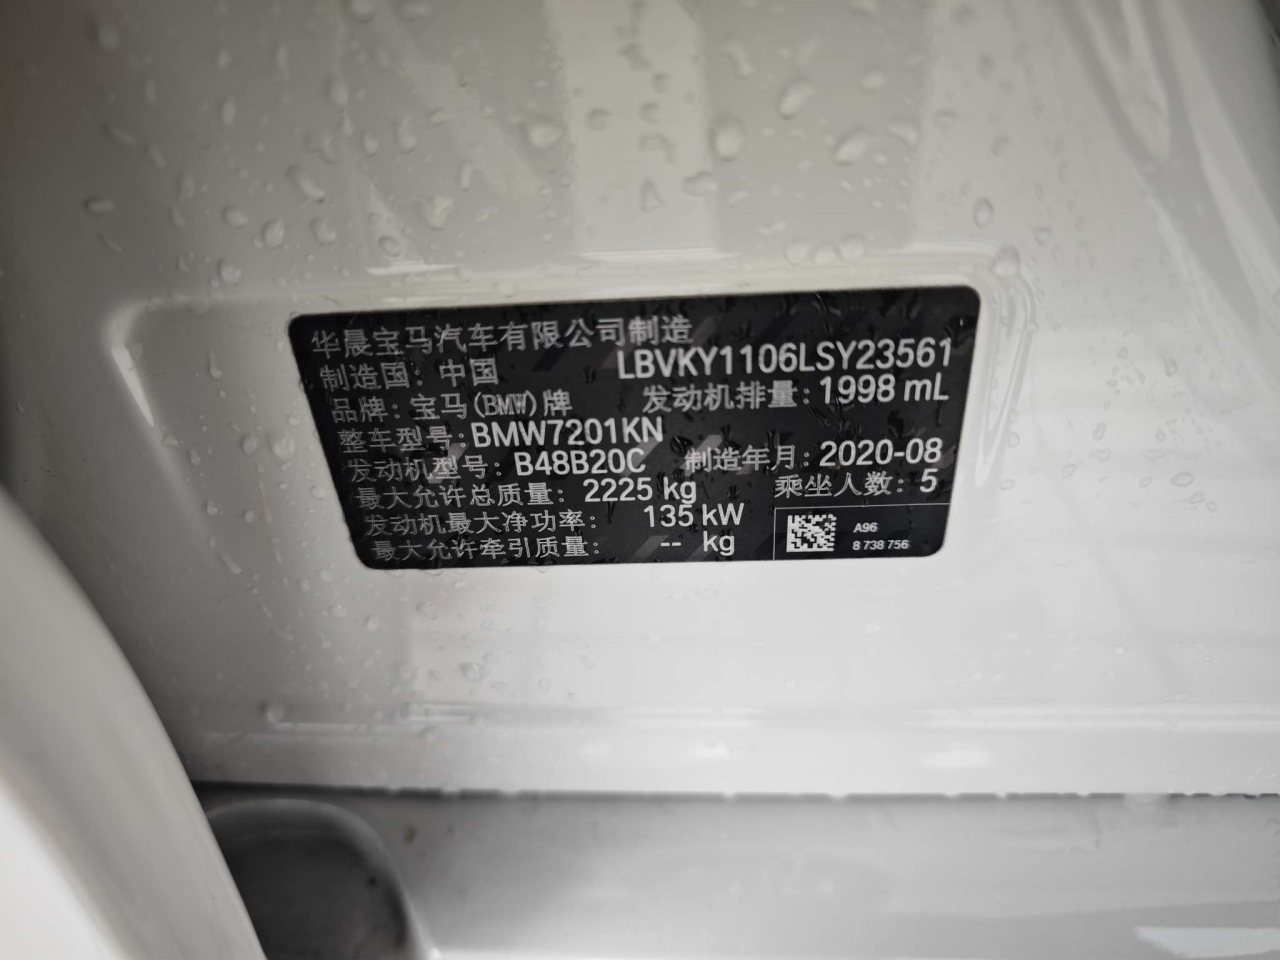 华晨宝马汽车有限公司制造
制造国：中国 LBVKY1106LSY23561
品牌：宝马(BMW)牌 发动机排量：1998 mL
整车型号：BMW7201KN
发动机型号：B48B20C 制造年月：2020-08
最大允许总质量：2225 kg 乘坐人数：5
发动机最大净功率：135 kW
最大允许牵引质量：-- kg
A96
8 738 756